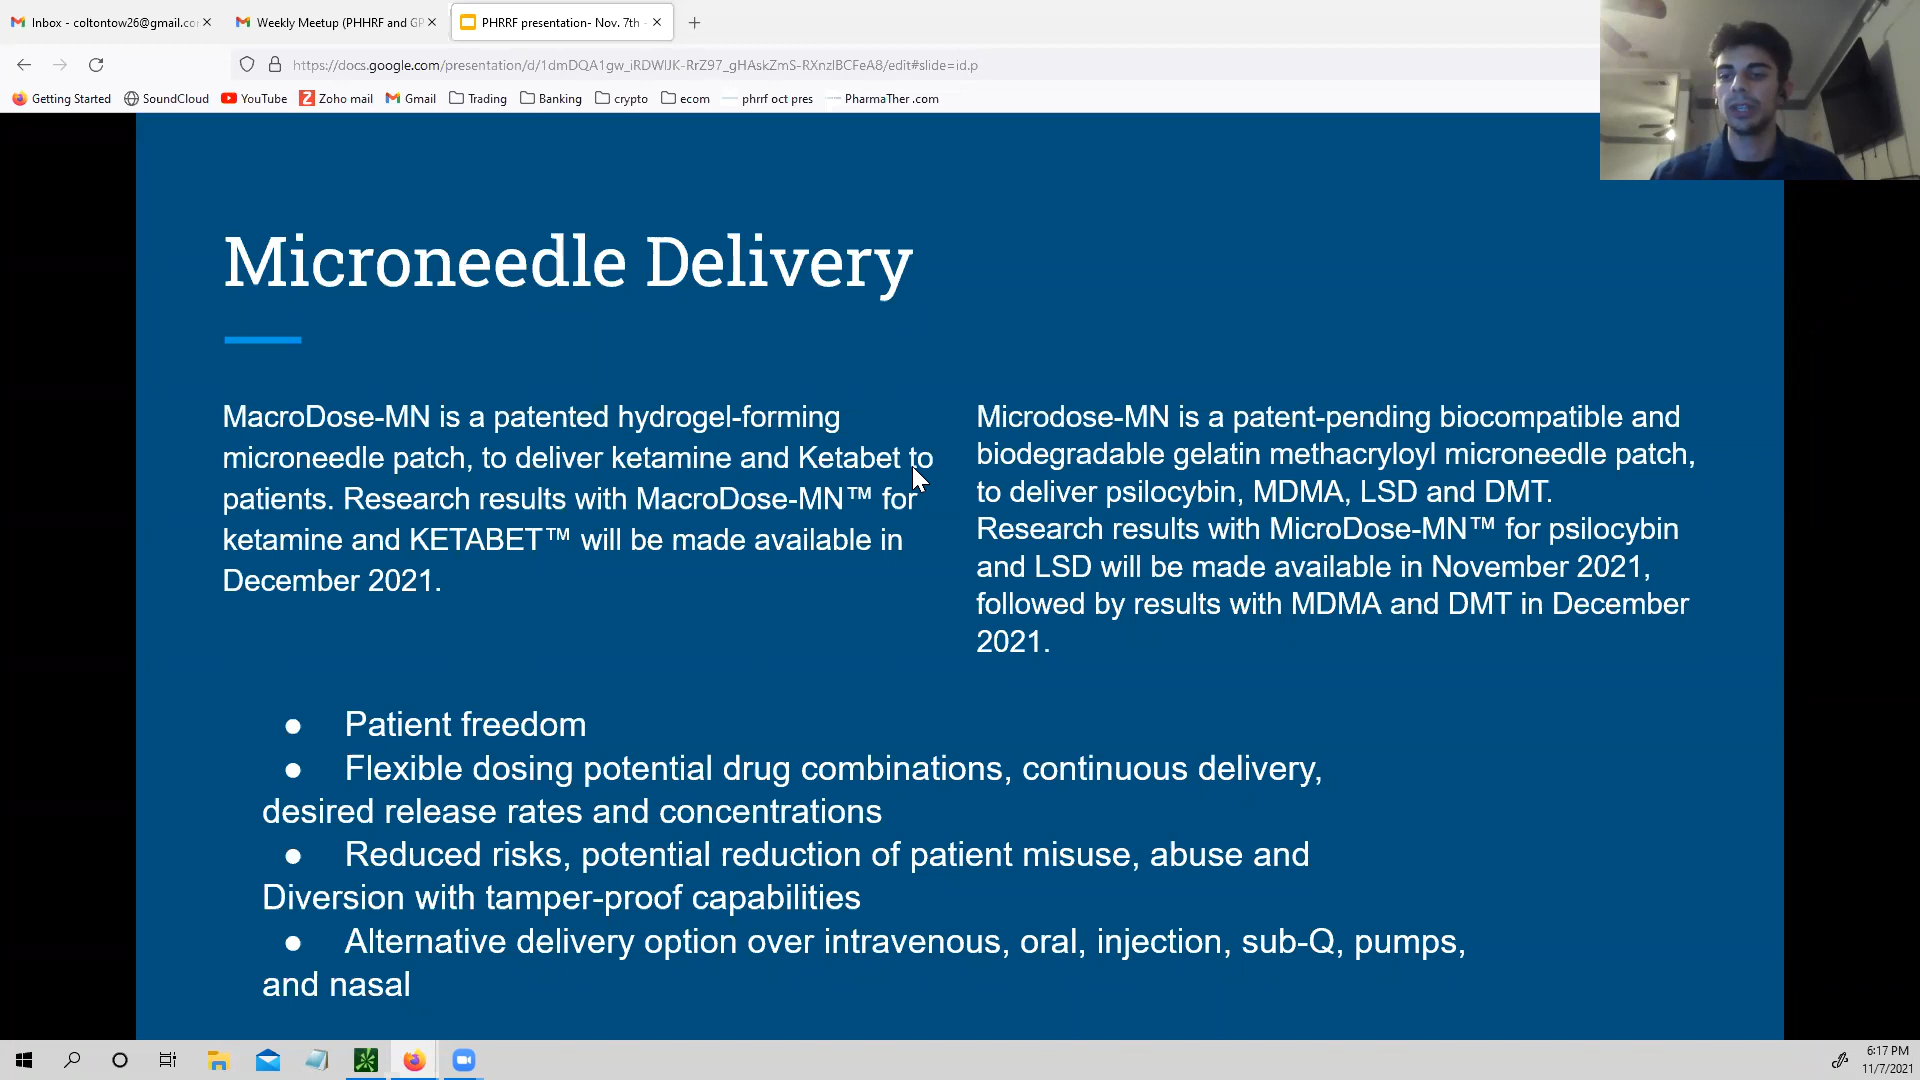 Inbox - coltontow26@gmail.co
Weekly Meetup (PHHRF and GP
PHRRF presentation- Nov. 7th
https://docs.google.com/presentation/d/1dmDQA1gw_iRDWlJK-RrZ97_gHAskZmS-RXnzlBCFeA8/edit#slide=id.p
Getting Started SoundCloud YouTube Zoho mail Gmail Trading Banking crypto ecom phrrf oct pres PharmaTher .com
Microneedle Delivery
MacroDose-MN is a patented hydrogel-forming
microneedle patch, to deliver ketamine and Ketabet to
patients. Research results with MacroDose-MN™ for
ketamine and KETABET™ will be made available in
December 2021.
Microdose-MN is a patent-pending biocompatible and
biodegradable gelatin methacryloyl microneedle patch,
to deliver psilocybin, MDMA, LSD and DMT.
Research results with MicroDose-MN™ for psilocybin
and LSD will be made available in November 2021,
followed by results with MDMA and DMT in December
2021.
● Patient freedom
● Flexible dosing potential drug combinations, continuous delivery,
desired release rates and concentrations
● Reduced risks, potential reduction of patient misuse, abuse and
Diversion with tamper-proof capabilities
● Alternative delivery option over intravenous, oral, injection, sub-Q, pumps,
and nasal
6:17 PM
11/7/2021